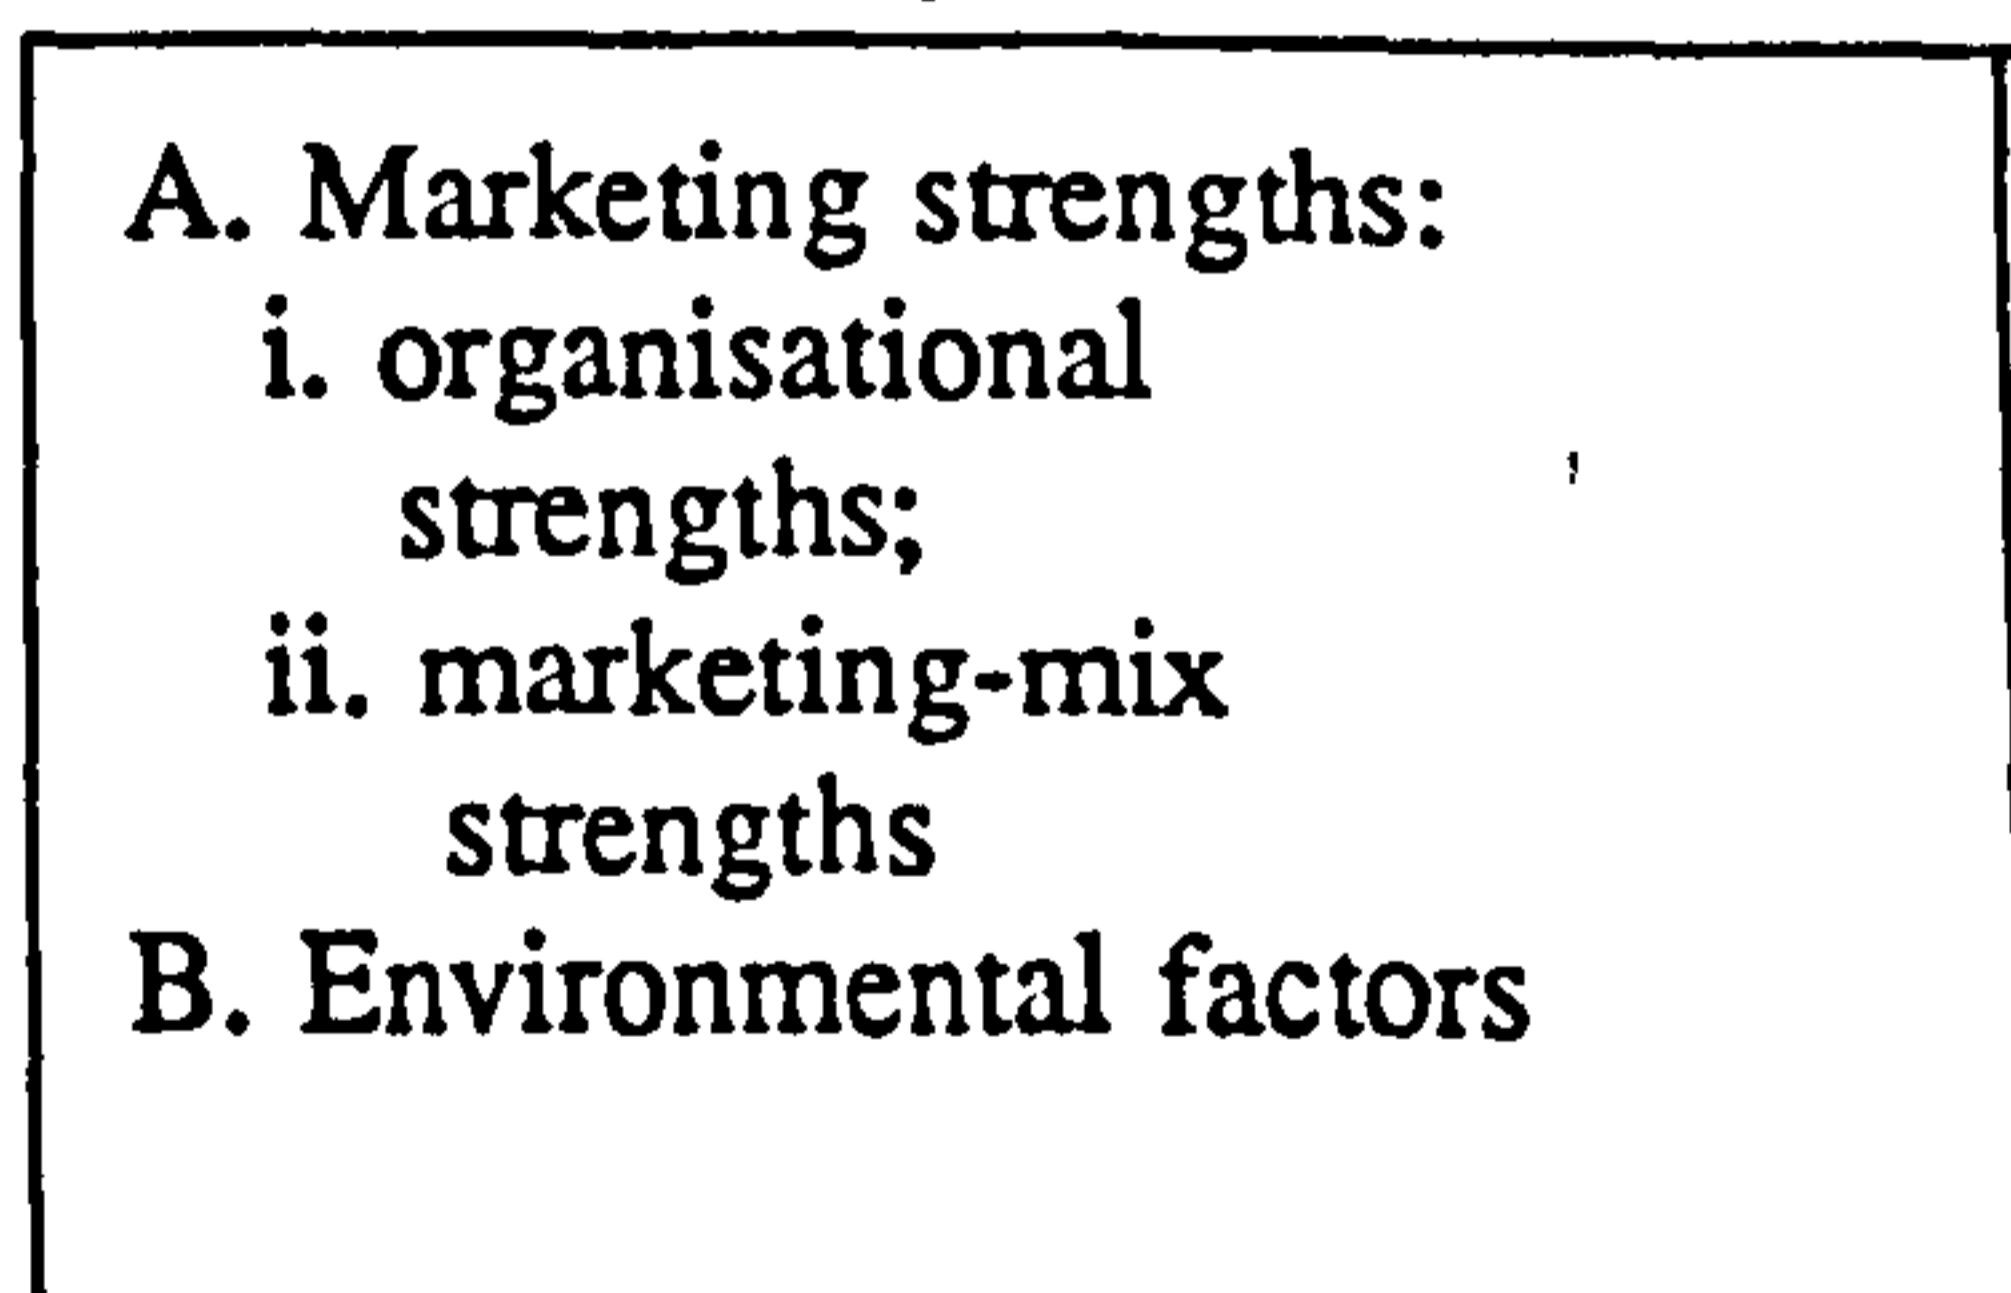 A. Marketing strengths:
i. organisational
strengths;
ii. marketing-mix
strengths
B. Environmental factors